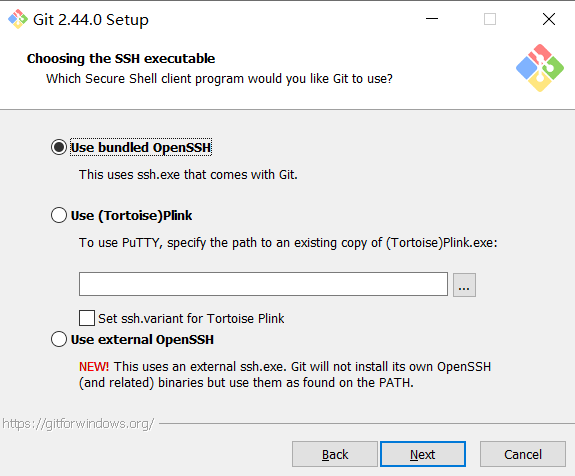 Git 2.44.0 Setup
Choosing the SSH executable
Which Secure Shell client program would you like Git to use?
Use bundled OpenSSH
This uses ssh.exe that comes with Git.
Use (Tortoise)Plink
To use PuTTY, specify the path to an existing copy of (Tortoise)Plink.exe:
...
Set ssh.variant for Tortoise Plink
Use external OpenSSH
NEW! This uses an external ssh.exe. Git will not install its own OpenSSH
(and related) binaries but use them as found on the PATH.
https://gitforwindows.org/
Back Next Cancel